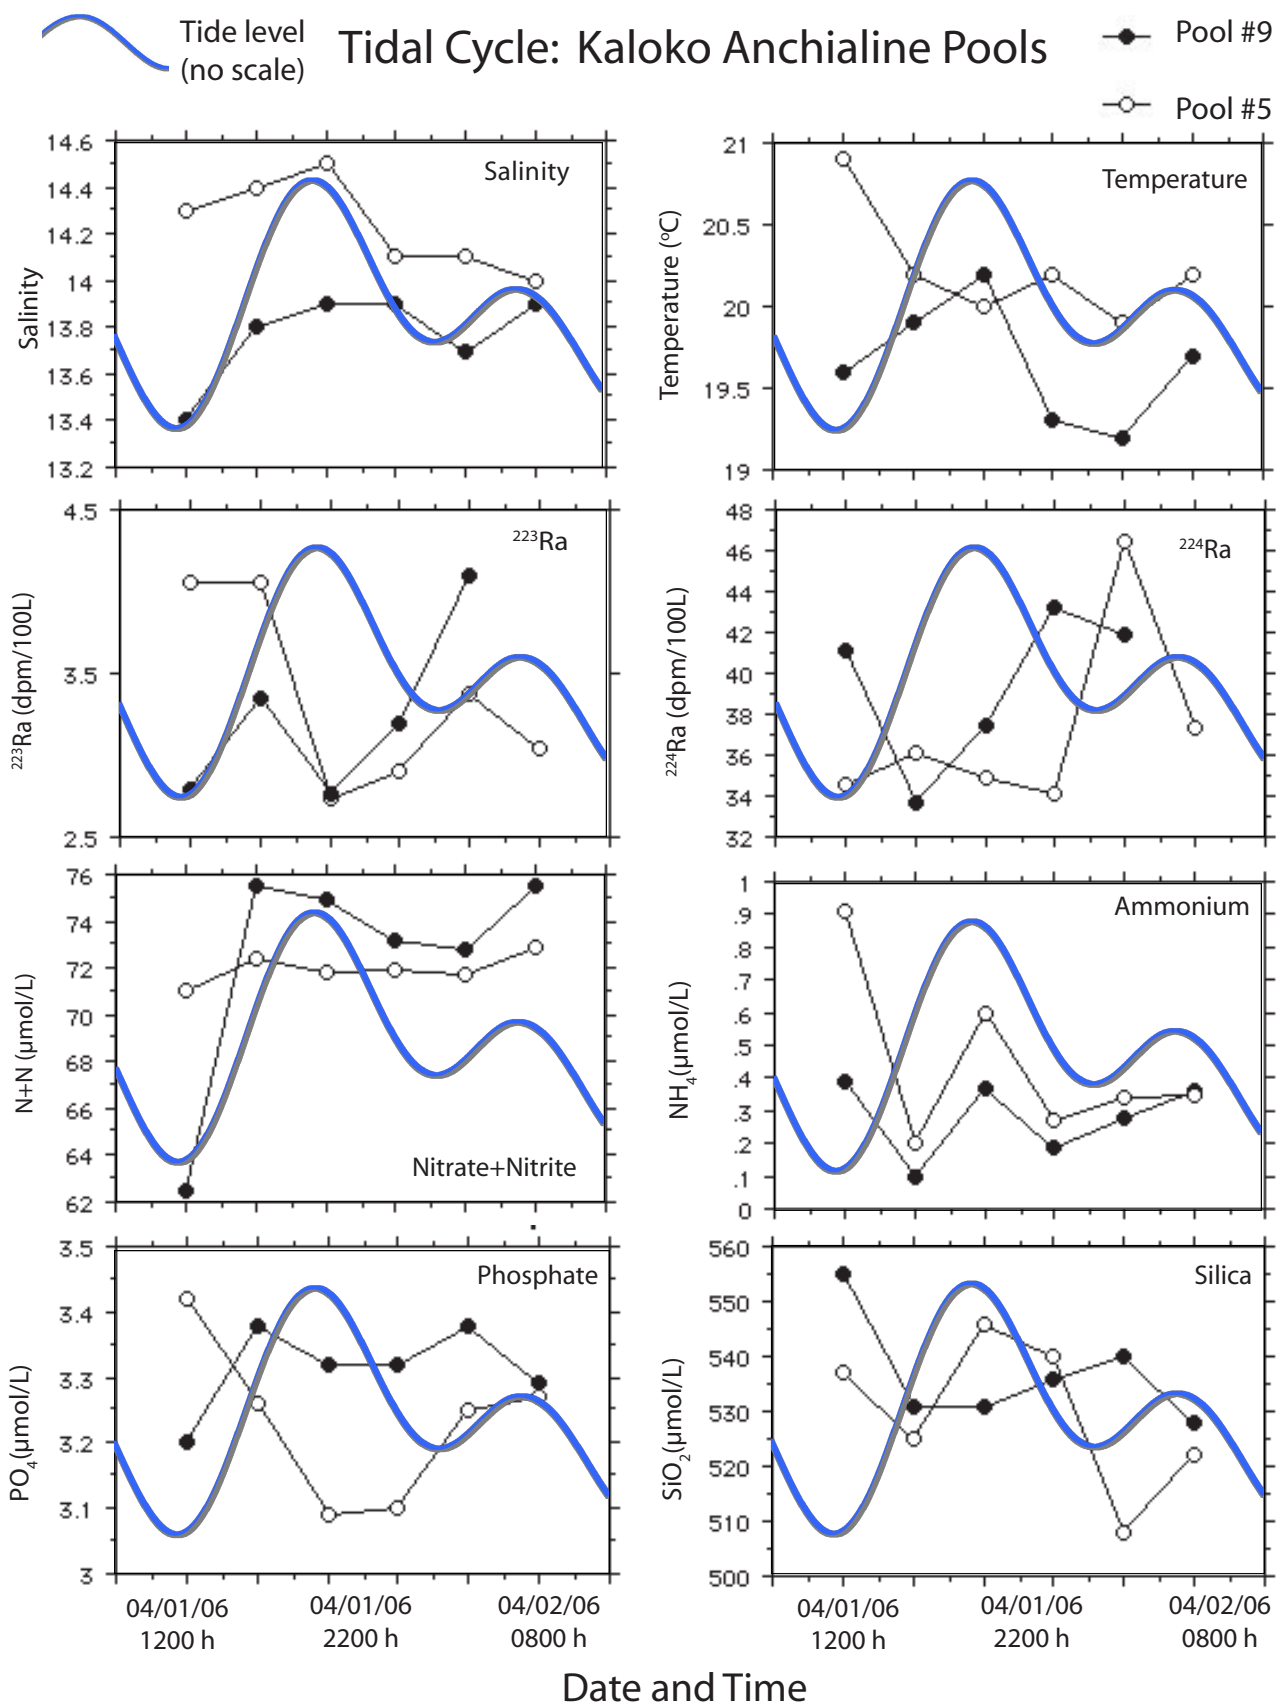 Tide level
(no scale)
Tidal Cycle: Kaloko Anchialine Pools
Pool #9
Pool #5
Salinity
14.6
14.4
14.2
14
13.8
13.6
13.4
13.2
Salinity
Temperature (°C)
21
20.5
20
19.5
19
Temperature
²²³Ra (dpm/100L)
4.5
3.5
2.5
²²³Ra
²²⁴Ra (dpm/100L)
48
46
44
42
40
38
36
34
32
²²⁴Ra
N+N (μmol/L)
76
74
72
70
68
66
64
62
Nitrate+Nitrite
NH₄(μmol/L)
1
.9
.8
.7
.6
.5
.4
.3
.2
.1
0
Ammonium
PO₄(μmol/L)
3.5
3.4
3.3
3.2
3.1
3
Phosphate
SiO₂(μmol/L)
560
550
540
530
520
510
500
Silica
04/01/06 04/01/06 04/02/06
1200 h 2200 h 0800 h
04/01/06 04/01/06 04/02/06
1200 h 2200 h 0800 h
Date and Time